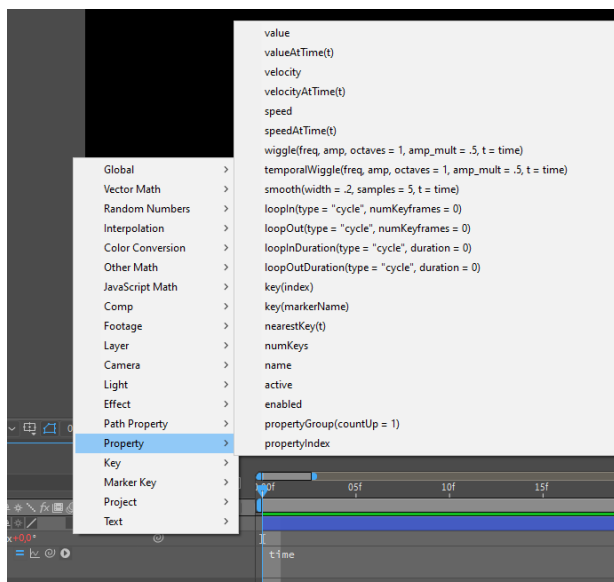 value
valueAtTime(t)
velocity
velocityAtTime(t)
speed
speedAtTime(t)
wiggle(freq, amp, octaves = 1, amp_mult = .5, t = time)
temporalWiggle(freq, amp, octaves = 1, amp_mult = .5, t = time)
smooth(width = .2, samples = 5, t = time)
loopIn(type = "cycle", numKeyframes = 0)
loopOut(type = "cycle", numKeyframes = 0)
loopInDuration(type = "cycle", duration = 0)
loopOutDuration(type = "cycle", duration = 0)
key(index)
key(markerName)
nearestKey(t)
numKeys
name
active
enabled
propertyGroup(countUp = 1)
propertyIndex
Global
Vector Math
Random Numbers
Interpolation
Color Conversion
Other Math
JavaScript Math
Comp
Footage
Layer
Camera
Light
Effect
Path Property
Property
Key
Marker Key
Project
Text
05f
10f
15f
fx
x+0,0°
time